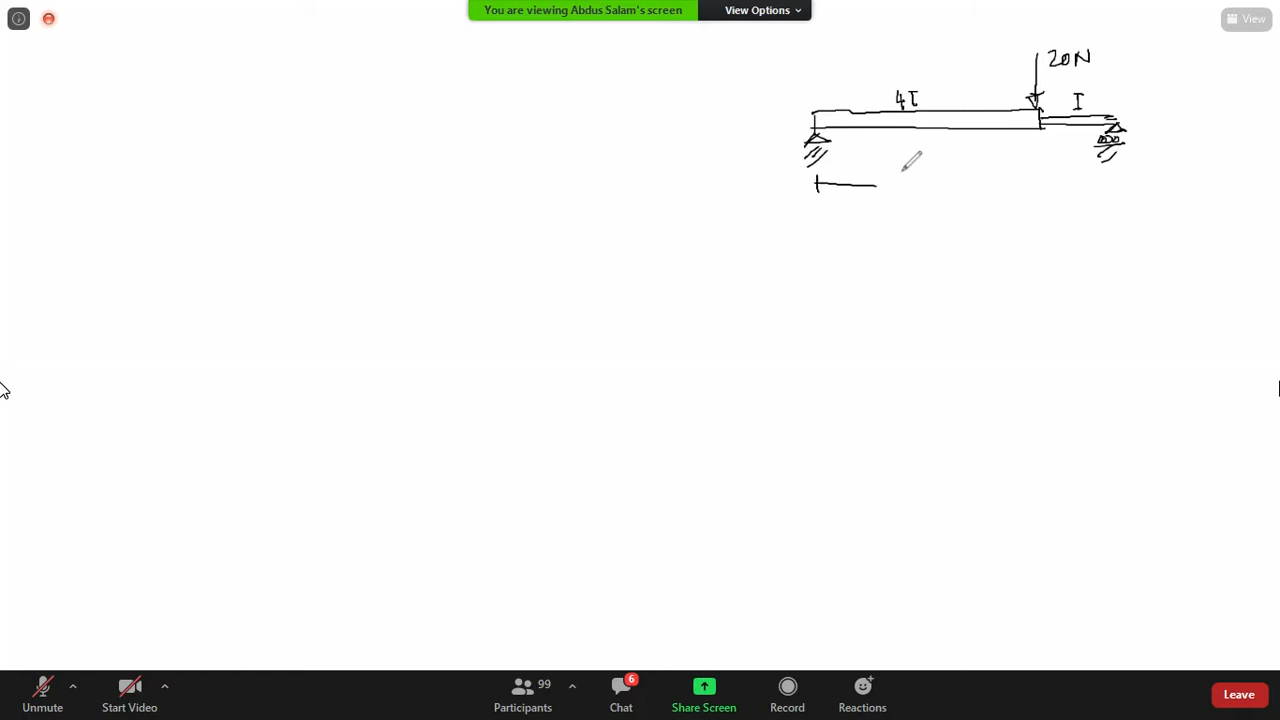 You are viewing Abdus Salam's screen
View Options
View
20N
4I
I
Unmute
Start Video
99
Participants
6
Chat
Share Screen
Record
Reactions
Leave